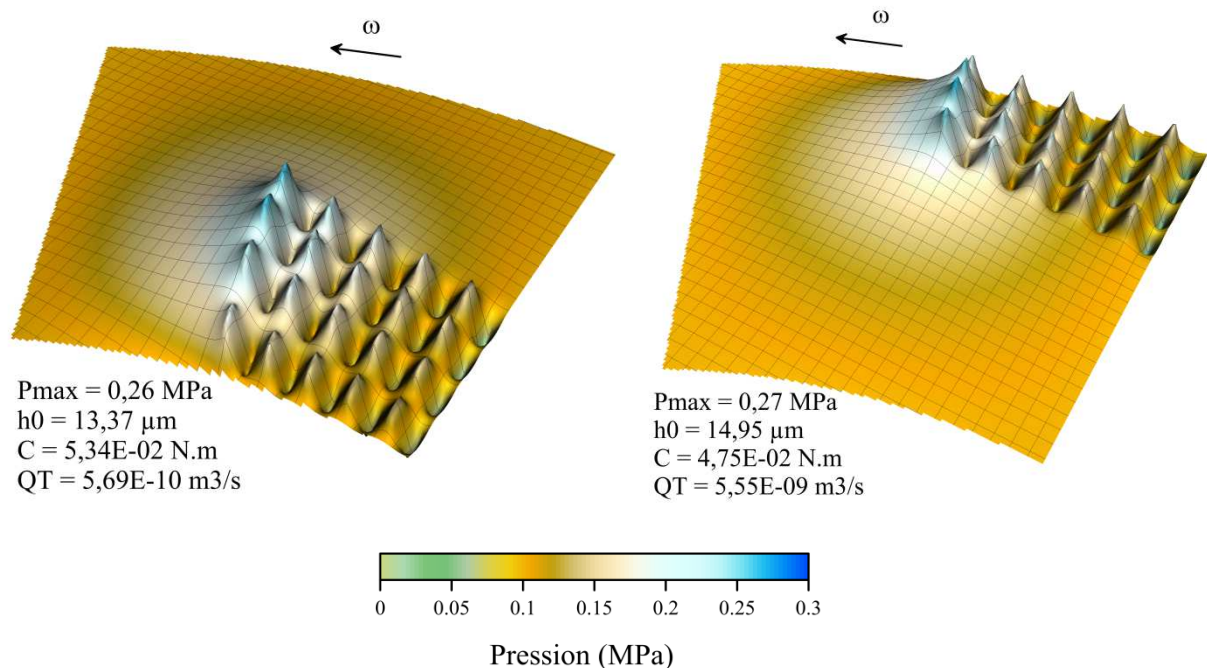 ω
ω
Pmax = 0,26 MPa
h0 = 13,37 µm
C = 5,34E-02 N.m
QT = 5,69E-10 m3/s
Pmax = 0,27 MPa
h0 = 14,95 µm
C = 4,75E-02 N.m
QT = 5,55E-09 m3/s
0 0.05 0.1 0.15 0.2 0.25 0.3
Pression (MPa)